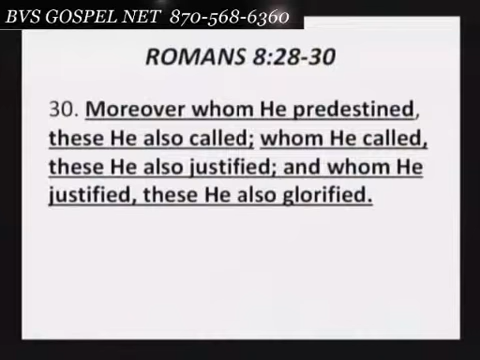 BVS GOSPEL NET 870-568-6360
ROMANS 8:28-30
30. Moreover whom He predestined,
these He also called; whom He called,
these He also justified; and whom He
justified, these He also glorified.